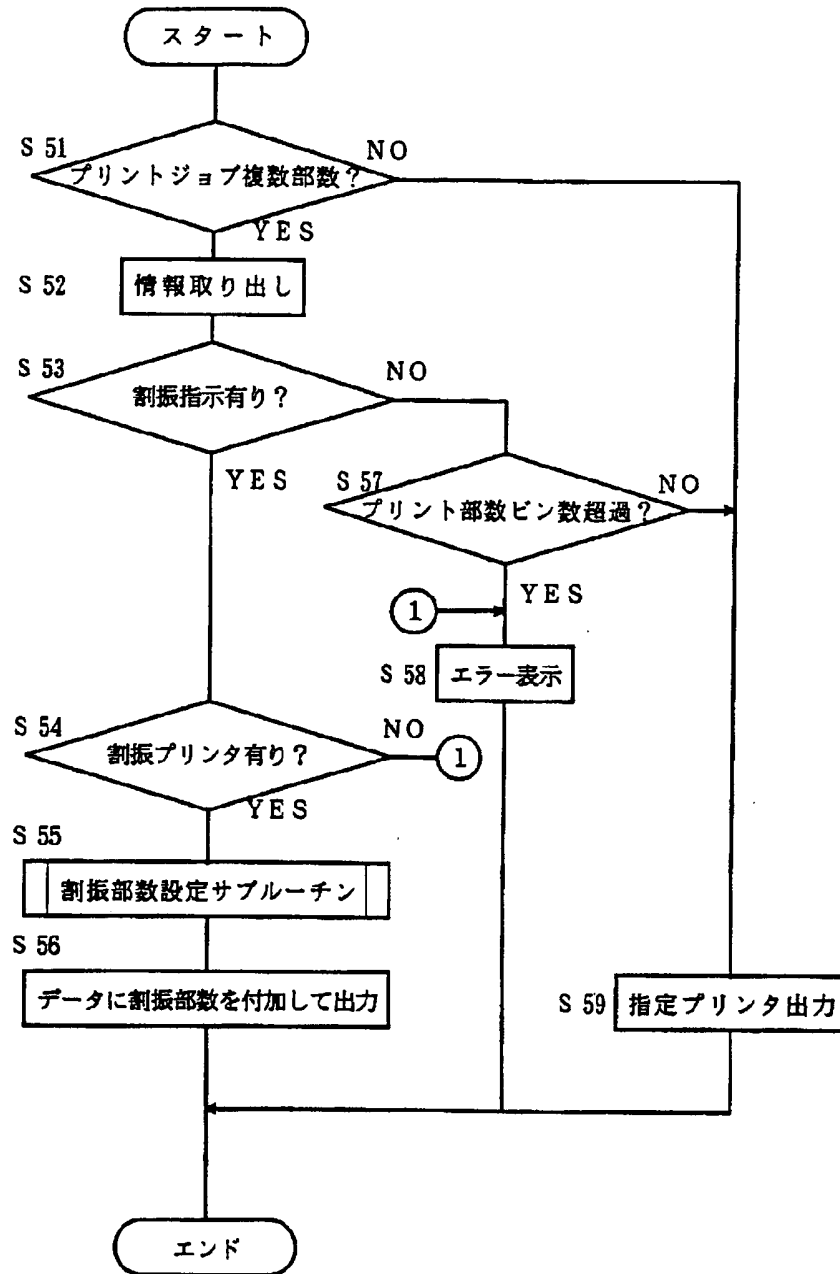 スタート
S 51
プリントジョブ複数部数？
NO
YES
S 52
情報取り出し
S 53
割振指示有り？
NO
YES
S 57
プリント部数ビン数超過？
NO
YES
①
S 58
エラー表示
S 54
割振プリンタ有り？
NO
①
YES
S 55
割振部数設定サブルーチン
S 56
データに割振部数を付加して出力
S 59
指定プリンタ出力
エンド